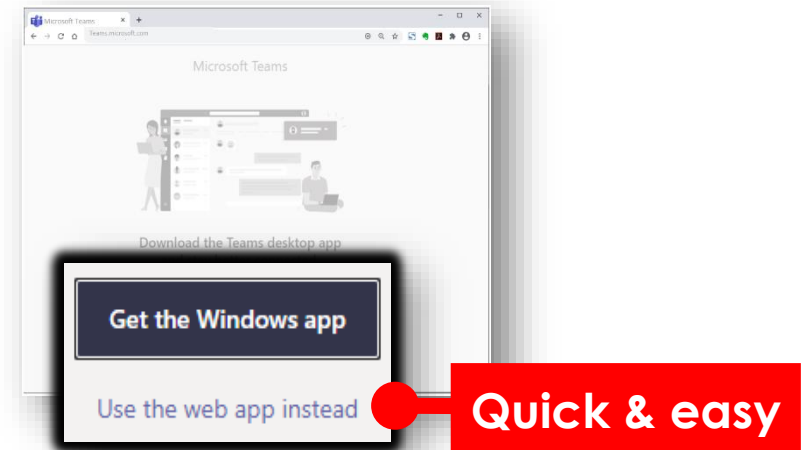 Microsoft Teams
Teams.microsoft.com
Microsoft Teams
Download the Teams desktop app
Get the Windows app
Use the web app instead
Quick & easy